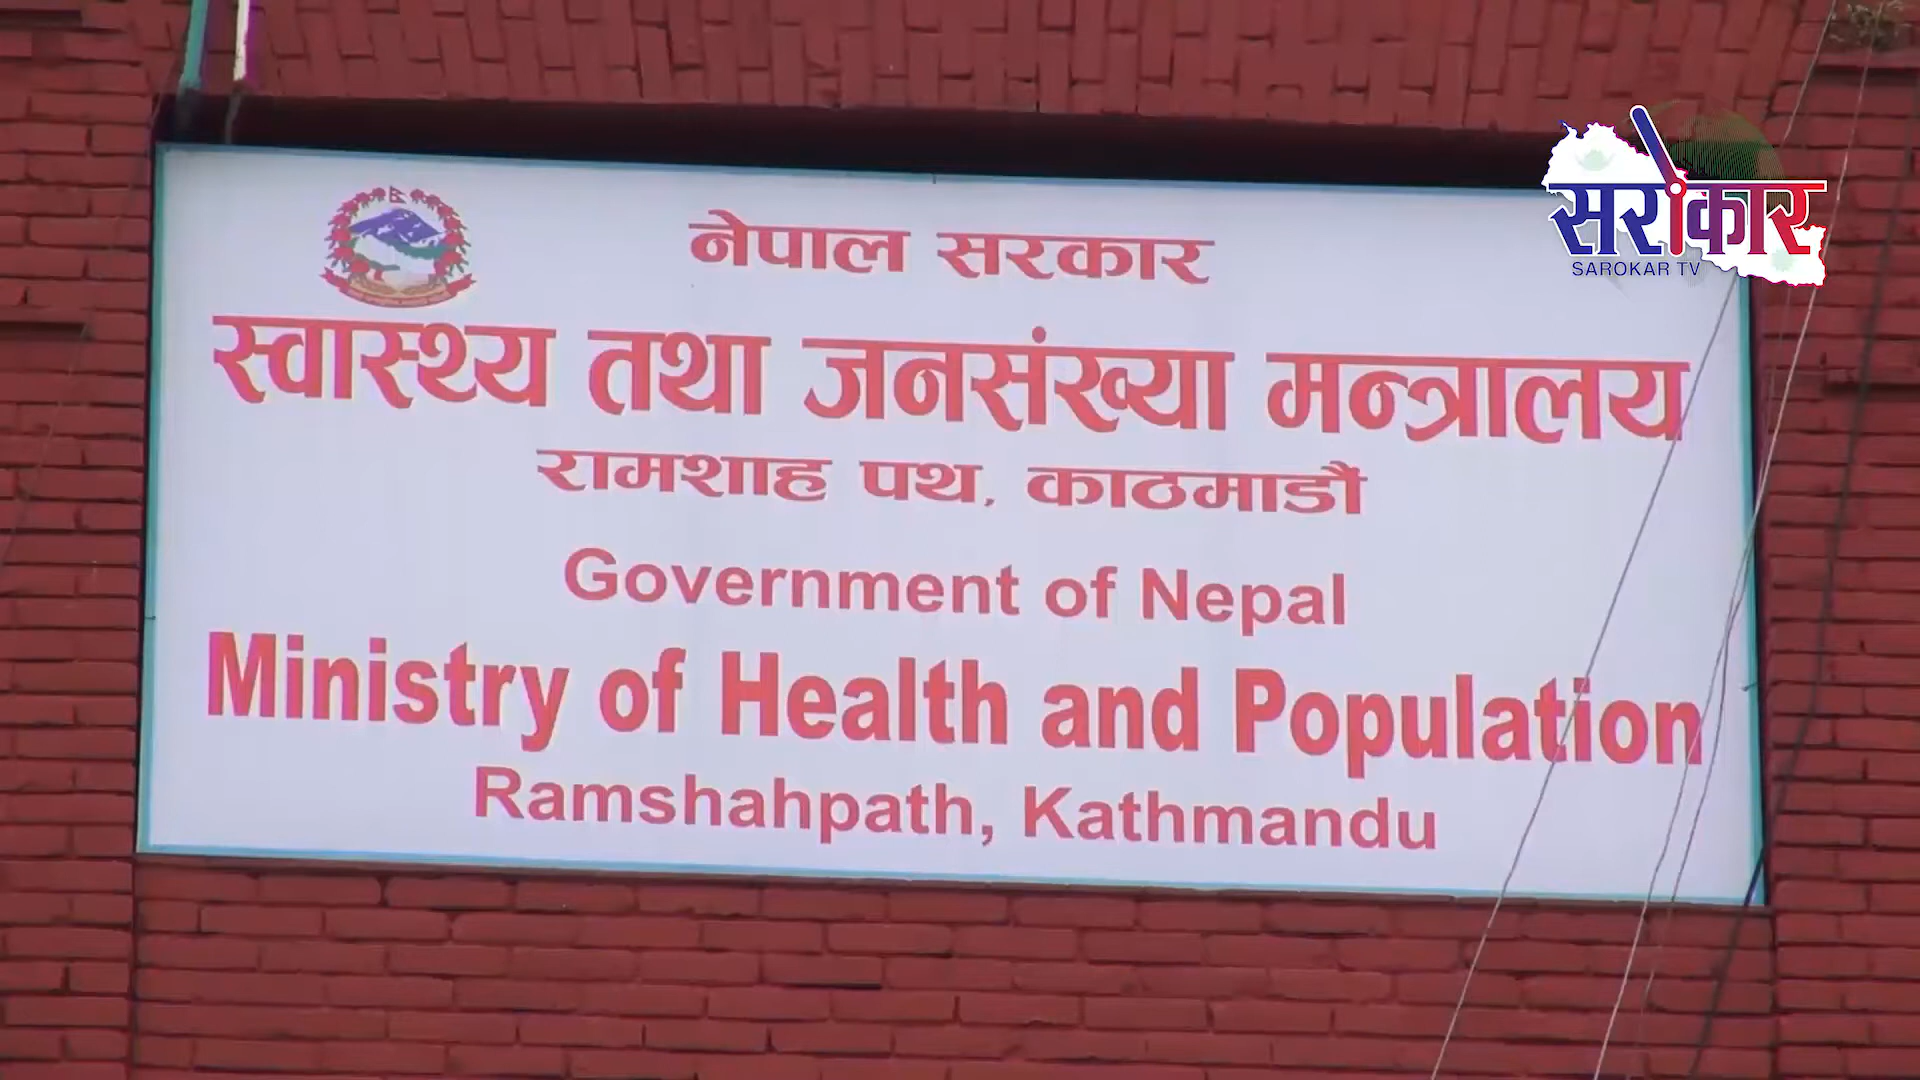 नेपाल सरकार
स्वास्थ्य तथा जनसंख्या मन्त्रालय
रामशाह पथ, काठमाडौं
Government of Nepal
Ministry of Health and Population
Ramshahpath, Kathmandu
सरोकार
SAROKAR TV